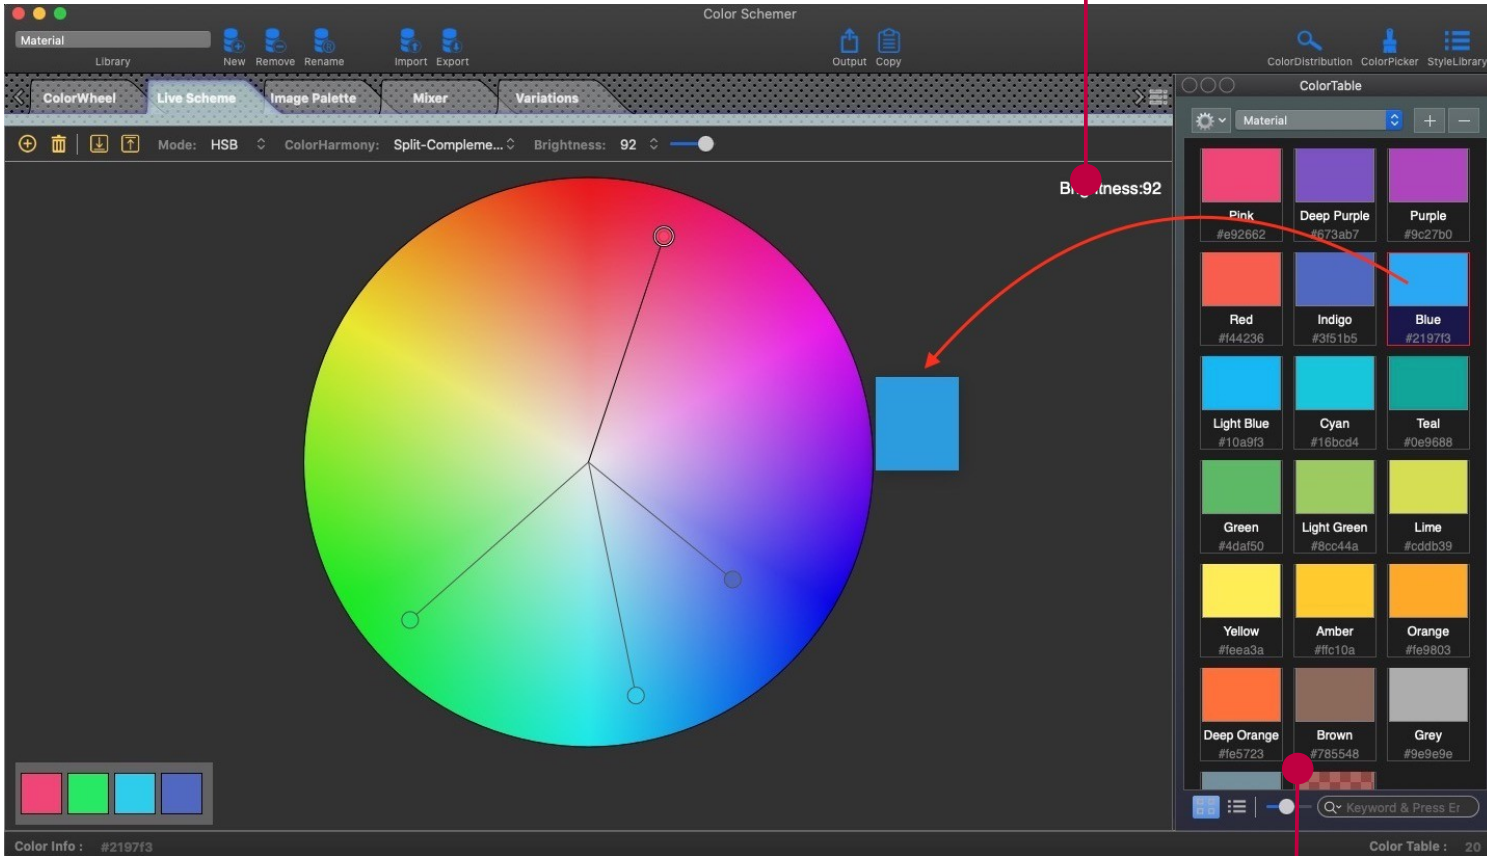 Color Schemer
Material
Library
New Remove Rename
Import Export
Output Copy
ColorDistribution ColorPicker StyleLibrary
ColorWheel Live Scheme Image Palette Mixer Variations
Mode: HSB ColorHarmony: Split-Compleme... Brightness: 92
Brightness:92
ColorTable
Material
Pink Deep Purple Purple
#e92662 #673ab7 #9c27b0
Red Indigo Blue
#f44236 #3f51b5 #2197f3
Light Blue Cyan Teal
#10a9f3 #16bcd4 #0e9688
Green Light Green Lime
#4daf50 #8cc44a #cddb39
Yellow Amber Orange
#feea3a #ffc10a #fe9803
Deep Orange Brown Grey
#fe5723 #785548 #9e9e9e
Keyword & Press Er
Color Info : #2197f3
Color Table : 20